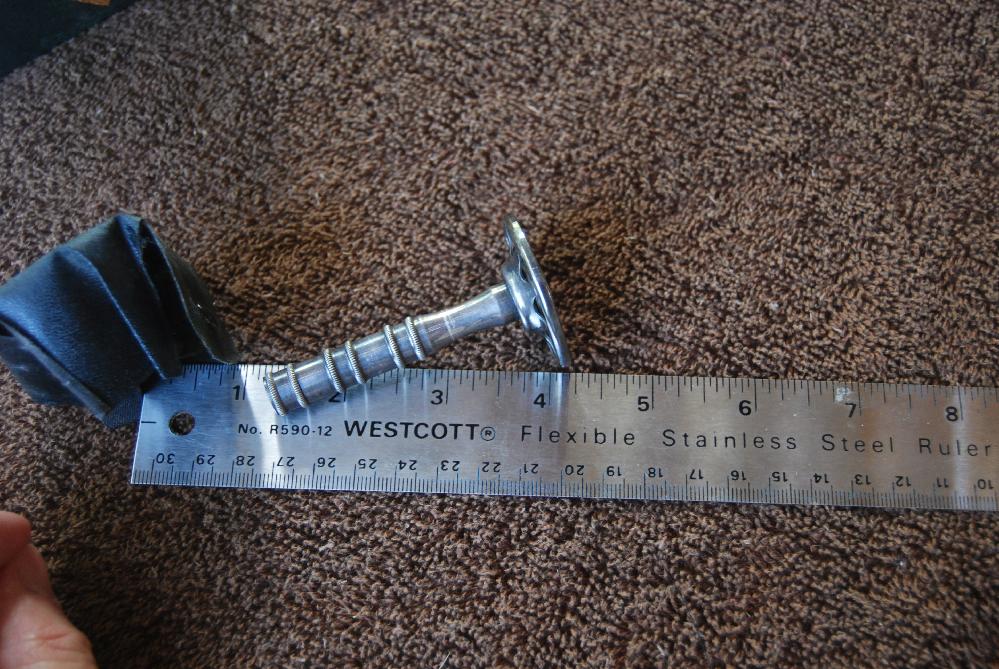 1 2 3 4 5 6 7 8
No. R590-12 WESTCOTT® Flexible Stainless Steel Ruler
30 29 28 27 26 25 24 23 22 21 20 19 18 17 16 15 14 13 12 11 10